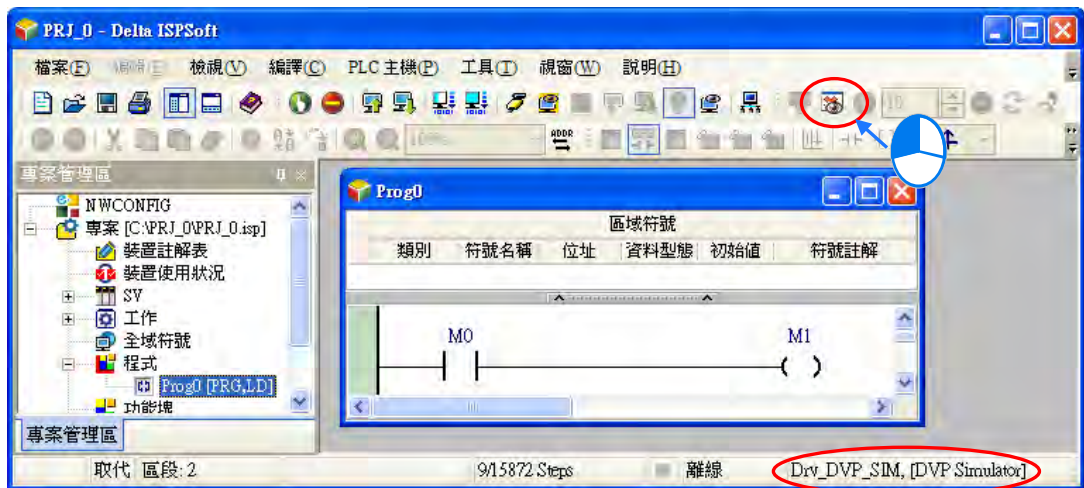 PRJ_0 - Delta ISPSoft
檔案(F) 編輯(E) 檢視(V) 編譯(C) PLC 主機(P) 工具(T) 視窗(W) 說明(H)
專案管理區
NWCONFIG
專案 [C:\PRJ_0\PRJ_0.isp]
裝置註解表
裝置使用狀況
SV
工作
全域符號
程式
Prog0 [PRG,LD]
功能塊
專案管理區
Prog0
區域符號
類別 符號名稱 位址 資料型態 初始值 符號註解
M0 M1
取代 區段: 2 9/15872 Steps 離線 Drv_DVP_SIM, [DVP Simulator]